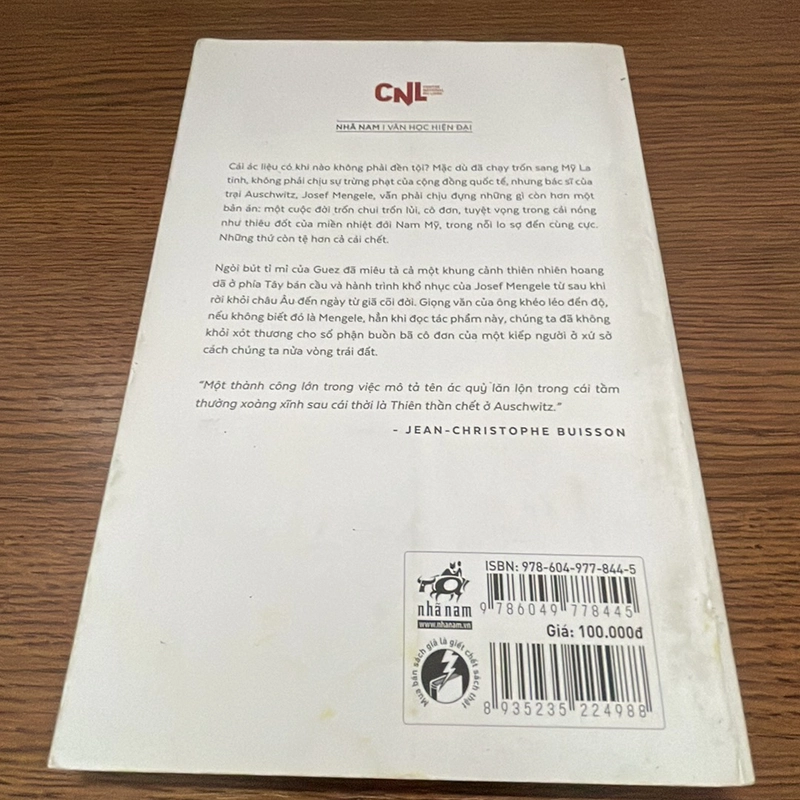 CNL
NHÃ NAM | VĂN HỌC HIỆN ĐẠI
Cái ác liệu có khi nào không phải đền tội? Mặc dù đã chạy trốn sang Mỹ La
tinh, không phải chịu sự trừng phạt của cộng đồng quốc tế, nhưng bác sĩ của
trại Auschwitz, Josef Mengele, vẫn phải chịu đựng những gì còn hơn một
bản án: một cuộc đời trốn chui trốn lủi, cô đơn, tuyệt vọng trong cái nóng
như thiêu đốt của miền nhiệt đới Nam Mỹ, trong nỗi lo sợ đến cùng cực.
Những thứ còn tệ hơn cả cái chết.
Ngòi bút tỉ mỉ của Guez đã miêu tả cả một khung cảnh thiên nhiên hoang
dã ở phía Tây bán cầu và hành trình khổ nhục của Josef Mengele từ sau khi
rời khỏi châu Âu đến ngày từ giã cõi đời. Giọng văn của ông khéo léo đến độ,
nếu không biết đó là Mengele, hẳn khi đọc tác phẩm này, chúng ta đã không
khỏi xót thương cho số phận buồn bã cô đơn của một kiếp người ở xứ sở
cách chúng ta nửa vòng trái đất.
"Một thành công lớn trong việc mô tả tên ác quỷ lăn lộn trong cái tầm
thường xoàng xĩnh sau cái thời là Thiên thần chết ở Auschwitz."
- JEAN-CHRISTOPHE BUISSON
ISBN: 978-604-977-844-5
nhã nam
www.nhanam.vn
9 786049 778445
Giá: 100.000đ
Mua bán sách giả là giết chết sách thật
8 935235 224988